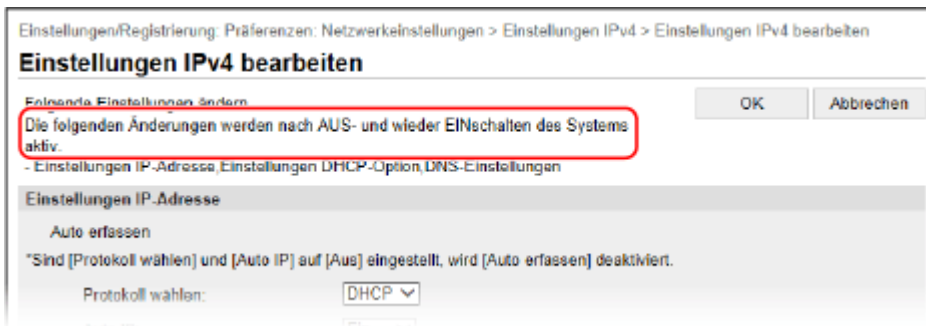 Einstellungen/Registrierung: Präferenzen: Netzwerkeinstellungen > Einstellungen IPv4 > Einstellungen IPv4 bearbeiten
Einstellungen IPv4 bearbeiten
Folgende Einstellungen ändern
OK
Abbrechen
Die folgenden Änderungen werden nach AUS- und wieder EINschalten des Systems
aktiv.
- Einstellungen IP-Adresse,Einstellungen DHCP-Option,DNS-Einstellungen
Einstellungen IP-Adresse
Auto erfassen
*Sind [Protokoll wählen] und [Auto IP] auf [Aus] eingestellt, wird [Auto erfassen] deaktiviert.
Protokoll wählen:
DHCP